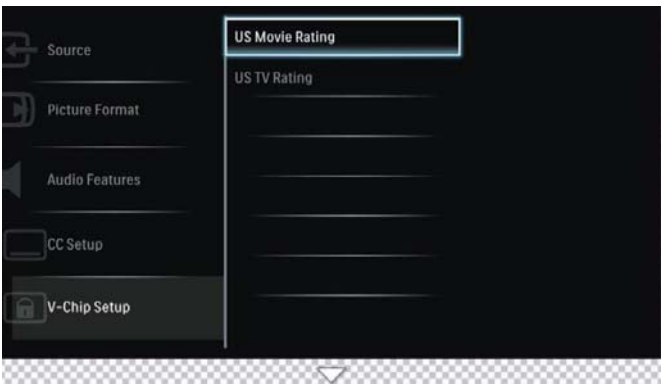 Source
Picture Format
Audio Features
CC Setup
V-Chip Setup
US Movie Rating
US TV Rating